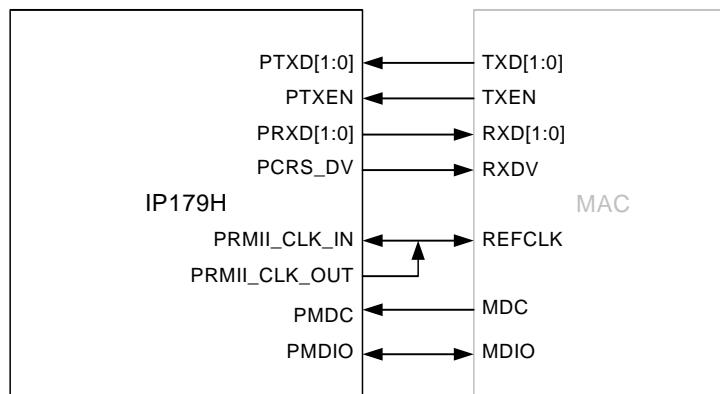 PTXD[1:0] TXD[1:0]
PTXEN TXEN
PRXD[1:0] RXD[1:0]
PCRS_DV RXDV
IP179H MAC
PRMII_CLK_IN REFCLK
PRMII_CLK_OUT
PMDC MDC
PMDIO MDIO